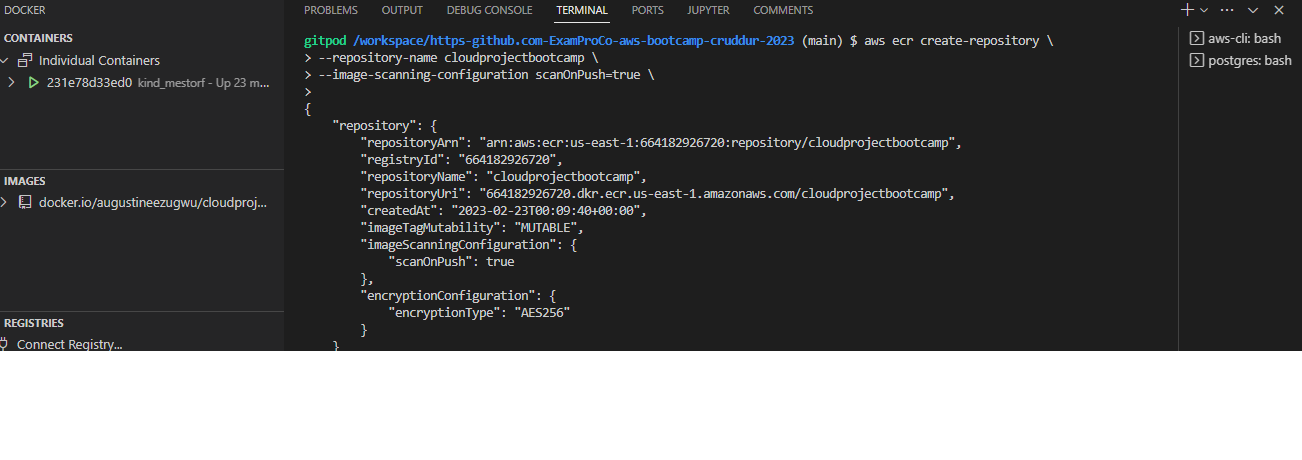 DOCKER
CONTAINERS
Individual Containers
231e78d33ed0 kind_mestorf - Up 23 m...
IMAGES
docker.io/augustineezugwu/cloudproj...
REGISTRIES
Connect Registry...
PROBLEMS OUTPUT DEBUG CONSOLE TERMINAL PORTS JUPYTER COMMENTS
gitpod /workspace/https-github.com-ExamProCo-aws-bootcamp-cruddur-2023 (main) $ aws ecr create-repository \
> --repository-name cloudprojectbootcamp \
> --image-scanning-configuration scanOnPush=true \
>
{
    "repository": {
        "repositoryArn": "arn:aws:ecr:us-east-1:664182926720:repository/cloudprojectbootcamp",
        "registryId": "664182926720",
        "repositoryName": "cloudprojectbootcamp",
        "repositoryUri": "664182926720.dkr.ecr.us-east-1.amazonaws.com/cloudprojectbootcamp",
        "createdAt": "2023-02-23T00:09:40+00:00",
        "imageTagMutability": "MUTABLE",
        "imageScanningConfiguration": {
            "scanOnPush": true
        },
        "encryptionConfiguration": {
            "encryptionType": "AES256"
        }
    }
aws-cli: bash
postgres: bash